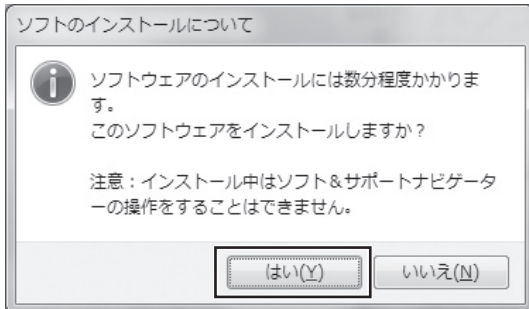 ソフトのインストールについて
ソフトウェアのインストールには数分程度かかりま
す。
このソフトウェアをインストールしますか？
注意：インストール中はソフト＆サポートナビゲータ
ーの操作をすることはできません。
はい(Y) いいえ(N)